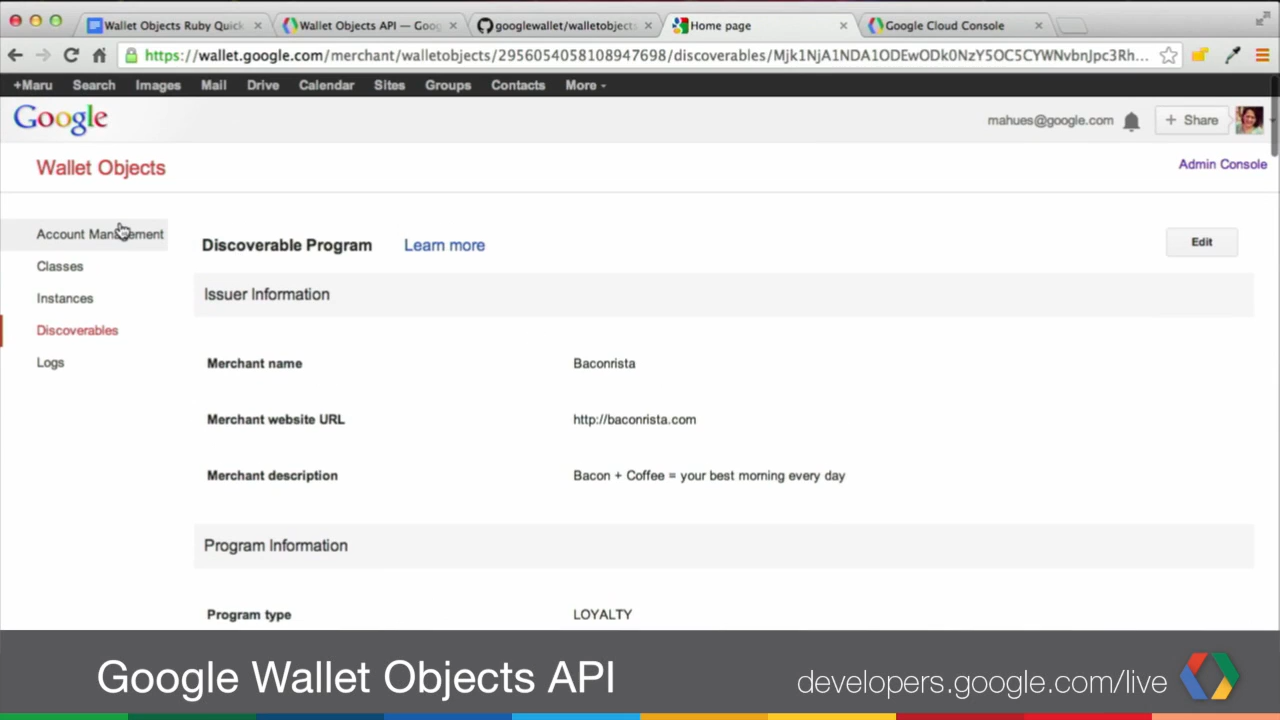 Wallet Objects Ruby Quick
Wallet Objects API — Goog
googlewallet/walletobjects
Home page
Google Cloud Console
https://wallet.google.com/merchant/walletobjects/2956054058108947698/discoverables/Mjk1NjA1NDA1ODEwODk0NzY5OC5CYWNvbnJpc3Rh...
+Maru Search Images Mail Drive Calendar Sites Groups Contacts More
Google
mahues@google.com
+ Share
Wallet Objects
Admin Console
Account Management
Classes
Instances
Discoverables
Logs
Discoverable Program Learn more
Edit
Issuer Information
Merchant name Baconrista
Merchant website URL http://baconrista.com
Merchant description Bacon + Coffee = your best morning every day
Program Information
Program type LOYALTY
Google Wallet Objects API
developers.google.com/live